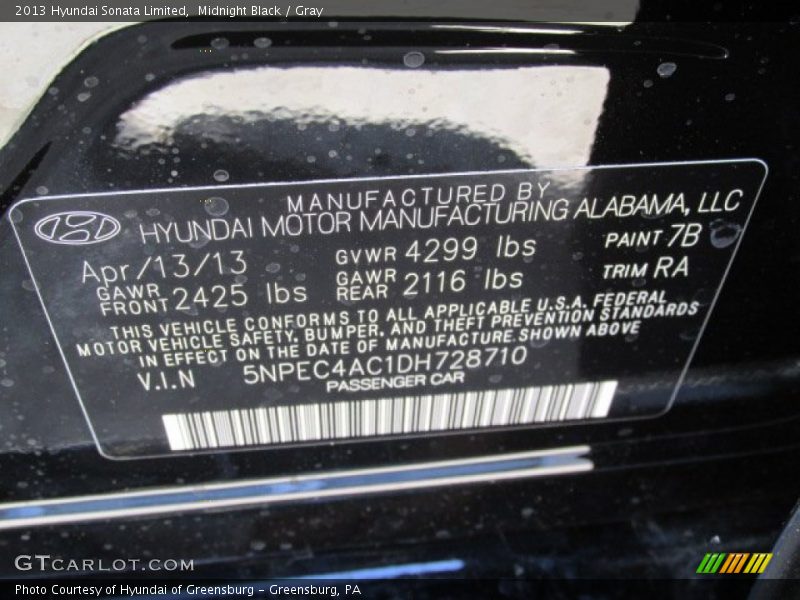 2013 Hyundai Sonata Limited, Midnight Black / Gray
MANUFACTURED BY
HYUNDAI MOTOR MANUFACTURING ALABAMA, LLC
Apr/13/13 GVWR 4299 lbs PAINT 7B
GAWR FRONT 2425 lbs GAWR REAR 2116 lbs TRIM RA
THIS VEHICLE CONFORMS TO ALL APPLICABLE U.S.A. FEDERAL
MOTOR VEHICLE SAFETY, BUMPER, AND THEFT PREVENTION STANDARDS
IN EFFECT ON THE DATE OF MANUFACTURE.SHOWN ABOVE
V.I.N 5NPEC4AC1DH728710
PASSENGER CAR
GTCARLOT.COM
Photo Courtesy of Hyundai of Greensburg – Greensburg, PA